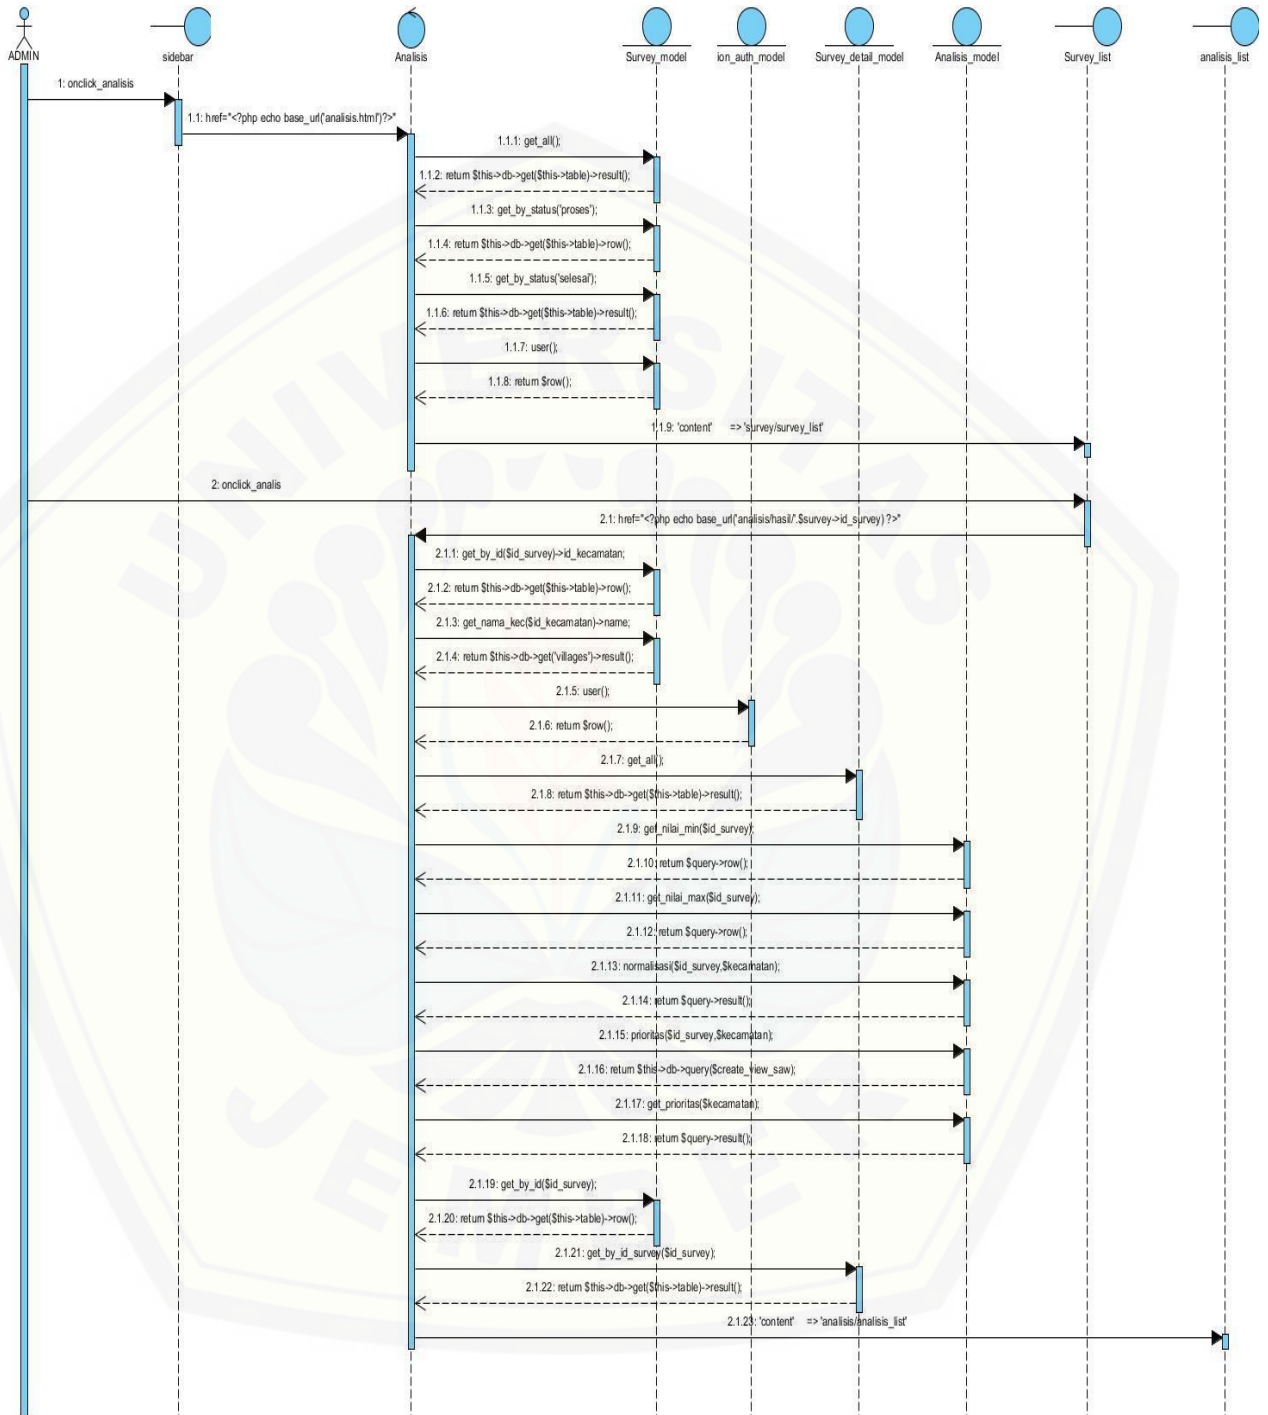 ADMIN
sidebar
Analisis
Survey_model
ion_auth_model
Survey_detail_model
Analisis_model
Survey_list
analisis_list
1: onclick_analisis
1.1: href="<?php echo base_url('analisis.html')?>"
1.1.1: get_all();
1.1.2: return $this->db->get($this->table)->result();
1.1.3: get_by_status('proses');
1.1.4: return $this->db->get($this->table)->row();
1.1.5: get_by_status('selesai');
1.1.6: return $this->db->get($this->table)->result();
1.1.7: user();
1.1.8: return $row();
1.1.9: 'content' => 'survey/survey_list'
2: onclick_analis
2.1: href="<?php echo base_url('analisis/hasil/'.$survey->id_survey) ?>"
2.1.1: get_by_id($id_survey)->id_kecamatan;
2.1.2: return $this->db->get($this->table)->row();
2.1.3: get_nama_kec($id_kecamatan)->name;
2.1.4: return $this->db->get('villages')->result();
2.1.5: user();
2.1.6: return $row();
2.1.7: get_all();
2.1.8: return $this->db->get($this->table)->result();
2.1.9: get_nilai_min($id_survey);
2.1.10: return $query->row();
2.1.11: get_nilai_max($id_survey);
2.1.12: return $query->row();
2.1.13: normalisasi($id_survey,$kecamatan);
2.1.14: return $query->result();
2.1.15: prioritas($id_survey,$kecamatan);
2.1.16: return $this->db->query($create_view_saw);
2.1.17: get_prioritas($kecamatan);
2.1.18: return $query->result();
2.1.19: get_by_id($id_survey);
2.1.20: return $this->db->get($this->table)->row();
2.1.21: get_by_id_survey($id_survey);
2.1.22: return $this->db->get($this->table)->result();
2.1.23: 'content' => 'analisis/analisis_list'
UNIVERSITAS
JEMBER